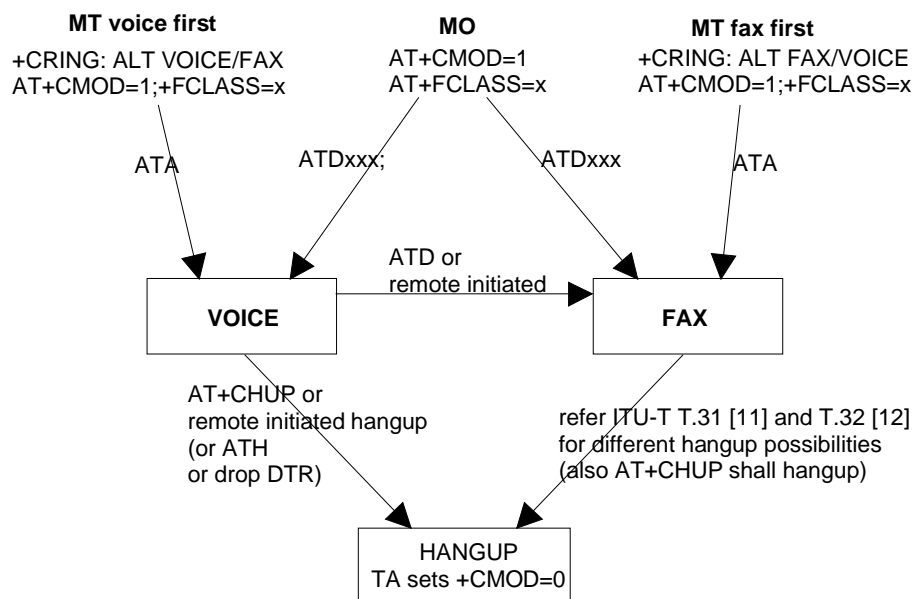 MT voice first
+CRING: ALT VOICE/FAX
AT+CMOD=1;+FCLASS=x
MO
AT+CMOD=1
AT+FCLASS=x
MT fax first
+CRING: ALT FAX/VOICE
AT+CMOD=1;+FCLASS=x
ATA
ATDxxx;
ATDxxx
ATA
ATD or
remote initiated
VOICE
FAX
AT+CHUP or
remote initiated hangup
(or ATH
or drop DTR)
refer ITU-T T.31 [11] and T.32 [12]
for different hangup possibilities
(also AT+CHUP shall hangup)
HANGUP
TA sets +CMOD=0